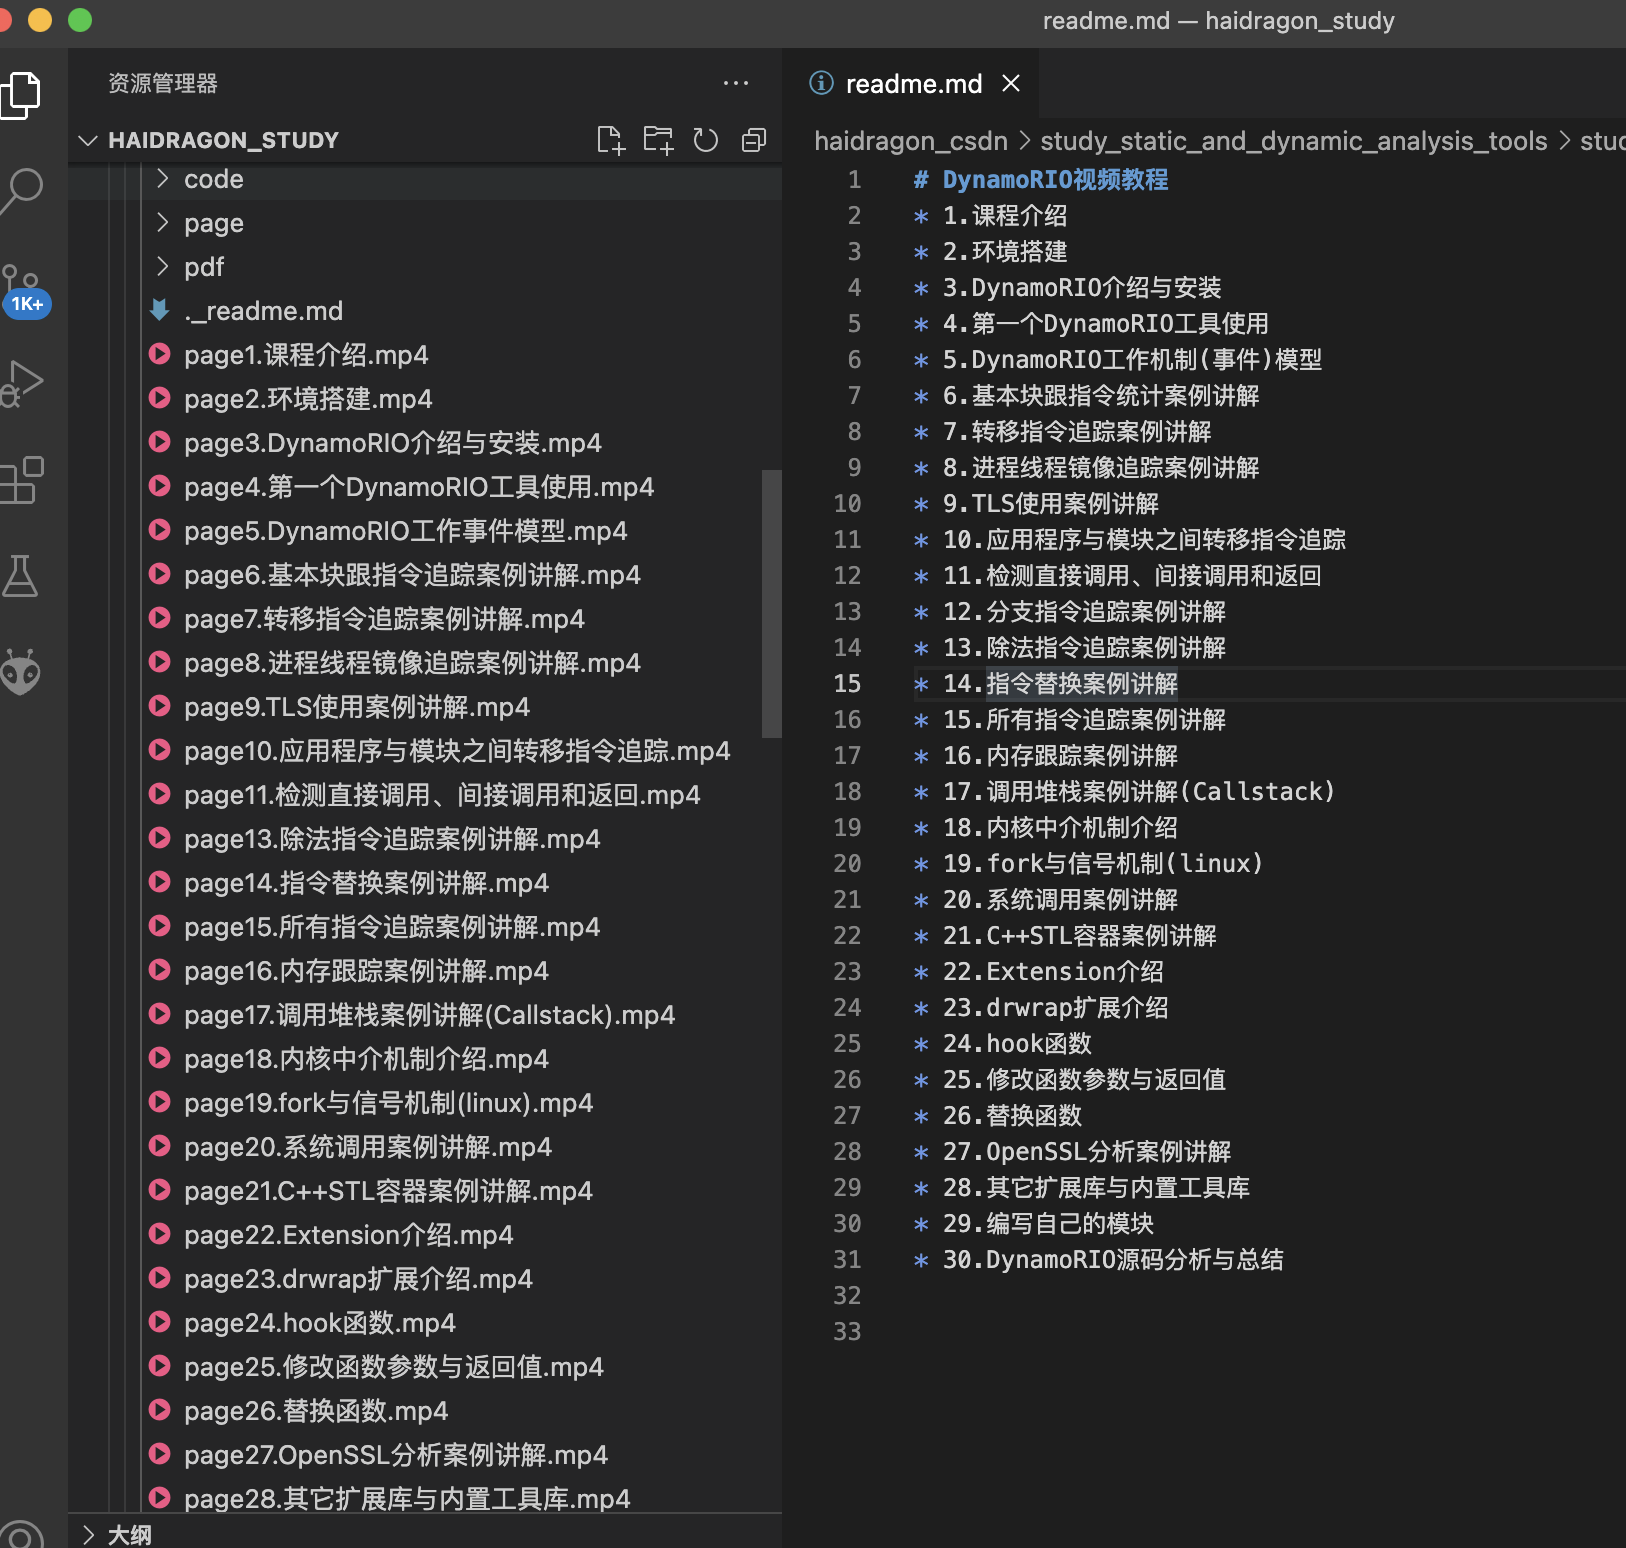 readme.md — haidragon_study
资源管理器
HAIDRAGON_STUDY
code
page
pdf
._readme.md
page1.课程介绍.mp4
page2.环境搭建.mp4
page3.DynamoRIO介绍与安装.mp4
page4.第一个DynamoRIO工具使用.mp4
page5.DynamoRIO工作事件模型.mp4
page6.基本块跟指令追踪案例讲解.mp4
page7.转移指令追踪案例讲解.mp4
page8.进程线程镜像追踪案例讲解.mp4
page9.TLS使用案例讲解.mp4
page10.应用程序与模块之间转移指令追踪.mp4
page11.检测直接调用、间接调用和返回.mp4
page13.除法指令追踪案例讲解.mp4
page14.指令替换案例讲解.mp4
page15.所有指令追踪案例讲解.mp4
page16.内存跟踪案例讲解.mp4
page17.调用堆栈案例讲解(Callstack).mp4
page18.内核中介机制介绍.mp4
page19.fork与信号机制(linux).mp4
page20.系统调用案例讲解.mp4
page21.C++STL容器案例讲解.mp4
page22.Extension介绍.mp4
page23.drwrap扩展介绍.mp4
page24.hook函数.mp4
page25.修改函数参数与返回值.mp4
page26.替换函数.mp4
page27.OpenSSL分析案例讲解.mp4
page28.其它扩展库与内置工具库.mp4
大纲
1K+
readme.md
haidragon_csdn > study_static_and_dynamic_analysis_tools > stud
1 # DynamoRIO视频教程
2 * 1.课程介绍
3 * 2.环境搭建
4 * 3.DynamoRIO介绍与安装
5 * 4.第一个DynamoRIO工具使用
6 * 5.DynamoRIO工作机制(事件)模型
7 * 6.基本块跟指令统计案例讲解
8 * 7.转移指令追踪案例讲解
9 * 8.进程线程镜像追踪案例讲解
10 * 9.TLS使用案例讲解
11 * 10.应用程序与模块之间转移指令追踪
12 * 11.检测直接调用、间接调用和返回
13 * 12.分支指令追踪案例讲解
14 * 13.除法指令追踪案例讲解
15 * 14.指令替换案例讲解
16 * 15.所有指令追踪案例讲解
17 * 16.内存跟踪案例讲解
18 * 17.调用堆栈案例讲解(Callstack)
19 * 18.内核中介机制介绍
20 * 19.fork与信号机制(linux)
21 * 20.系统调用案例讲解
22 * 21.C++STL容器案例讲解
23 * 22.Extension介绍
24 * 23.drwrap扩展介绍
25 * 24.hook函数
26 * 25.修改函数参数与返回值
27 * 26.替换函数
28 * 27.OpenSSL分析案例讲解
29 * 28.其它扩展库与内置工具库
30 * 29.编写自己的模块
31 * 30.DynamoRIO源码分析与总结
32
33